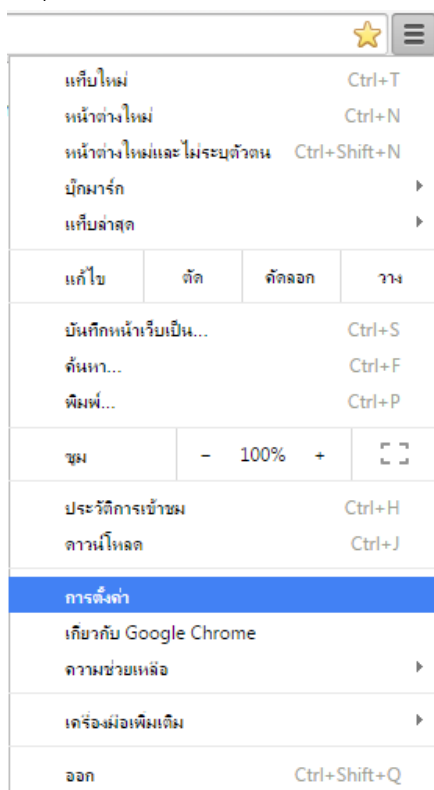 แท็บใหม่ Ctrl+T
หน้าต่างใหม่ Ctrl+N
หน้าต่างใหม่และไม่ระบุตัวตน Ctrl+Shift+N
บุ๊กมาร์ก
แท็บล่าสุด
แก้ไข ตัด คัดลอก วาง
บันทึกหน้าเว็บเป็น... Ctrl+S
ค้นหา... Ctrl+F
พิมพ์... Ctrl+P
ซูม - 100% +
ประวัติการเข้าชม Ctrl+H
ดาวน์โหลด Ctrl+J
การตั้งค่า
เกี่ยวกับ Google Chrome
ความช่วยเหลือ
เครื่องมือเพิ่มเติม
ออก Ctrl+Shift+Q